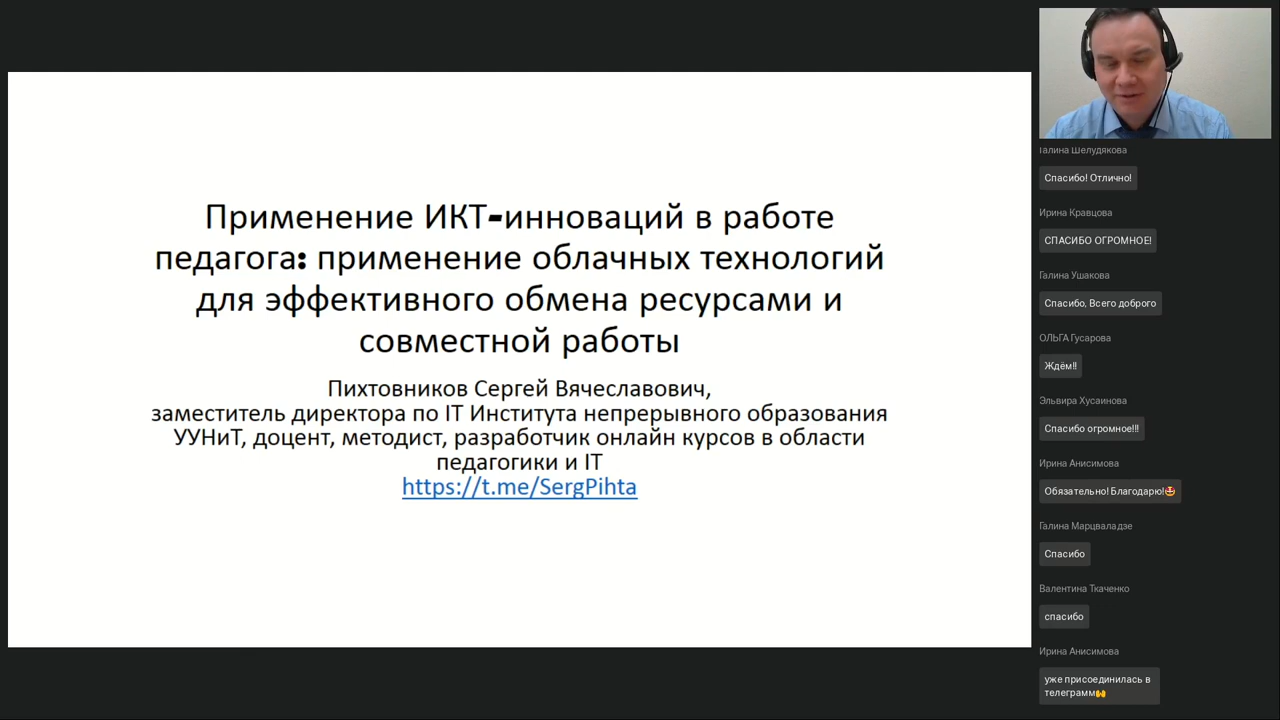 Применение ИКТ-инноваций в работе
педагога: применение облачных технологий
для эффективного обмена ресурсами и
совместной работы
Пихтовников Сергей Вячеславович,
заместитель директора по IT Института непрерывного образования
УУНиТ, доцент, методист, разработчик онлайн курсов в области
педагогики и IT
https://t.me/SergPihta
Галина Шелудякова
Спасибо! Отлично!
Ирина Кравцова
СПАСИБО ОГРОМНОЕ!
Галина Ушакова
Спасибо, Всего доброго
ОЛЬГА Гусарова
Ждём!!
Эльвира Хусаинова
Спасибо огромное!!!
Ирина Анисимова
Обязательно! Благодарю!🤩
Галина Марцваладзе
Спасибо
Валентина Ткаченко
спасибо
Ирина Анисимова
уже присоединилась в
телеграмм🙌